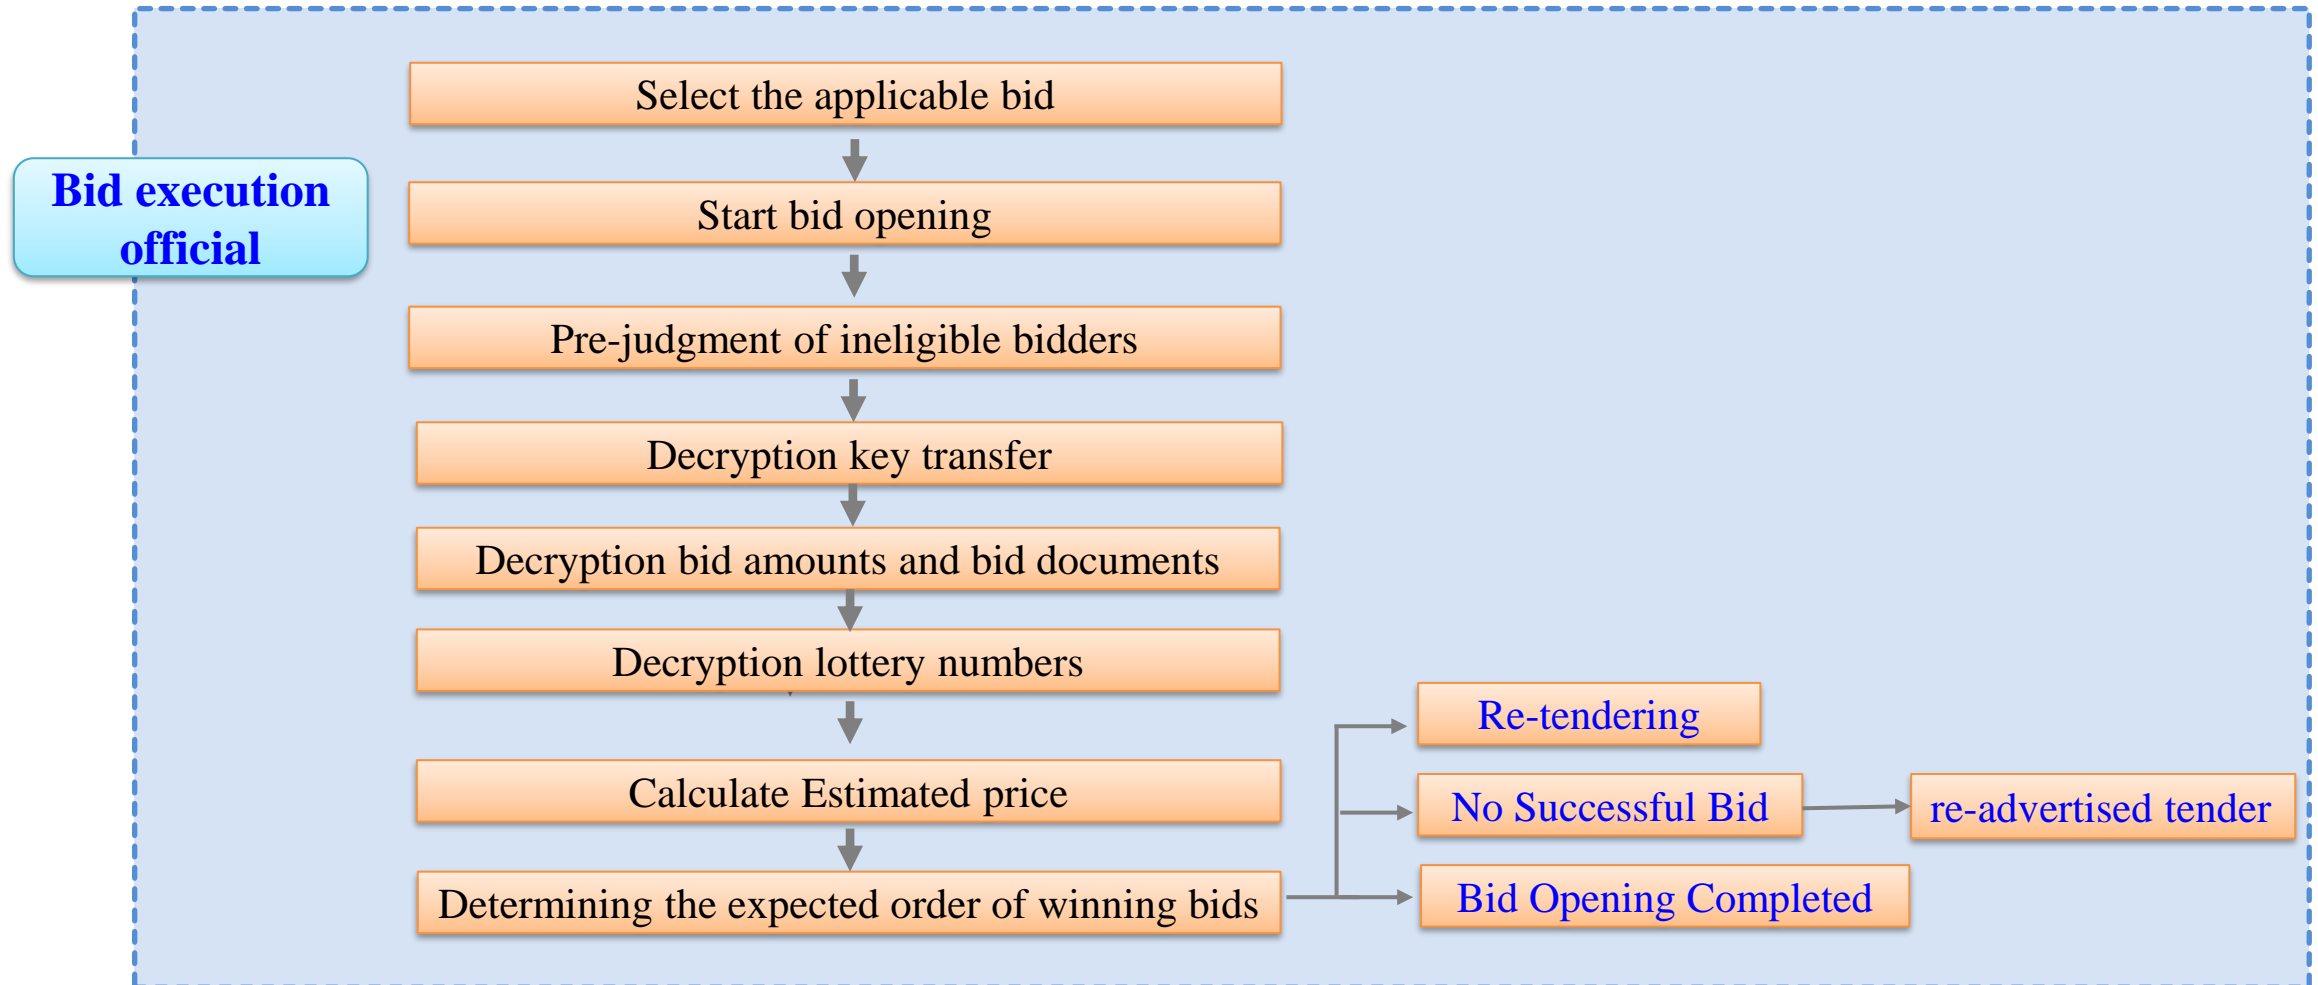 Bid execution
official
Select the applicable bid
Start bid opening
Pre-judgment of ineligible bidders
Decryption key transfer
Decryption bid amounts and bid documents
Decryption lottery numbers
Calculate Estimated price
Determining the expected order of winning bids
Re-tendering
No Successful Bid
re-advertised tender
Bid Opening Completed